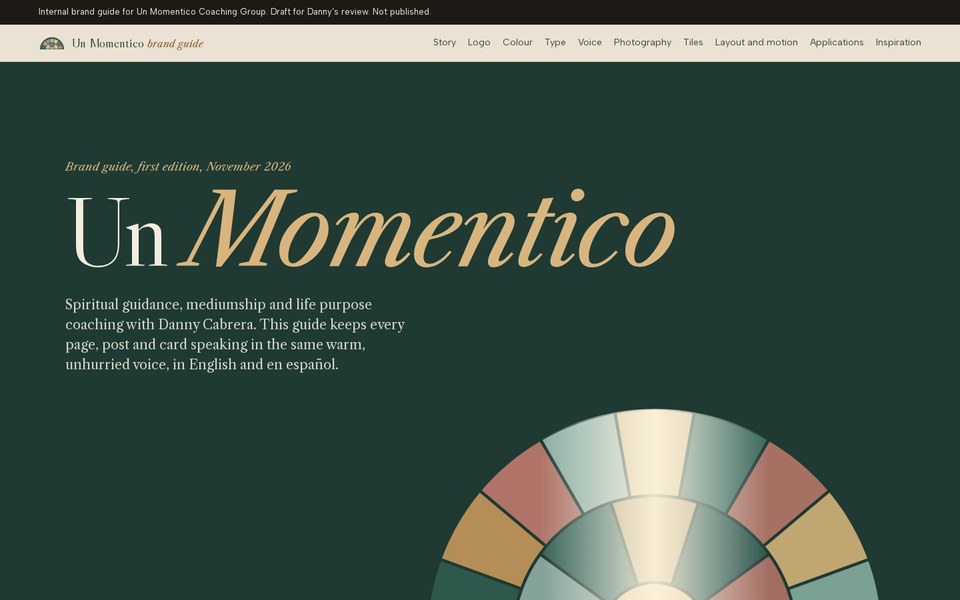 Internal brand guide for Un Momentico Coaching Group. Draft for Danny's review. Not published.
Un Momentico brand guide
Story Logo Colour Type Voice Photography Tiles Layout and motion Applications Inspiration
Brand guide, first edition, November 2026
Un Momentico
Spiritual guidance, mediumship and life purpose
coaching with Danny Cabrera. This guide keeps every
page, post and card speaking in the same warm,
unhurried voice, in English and en español.